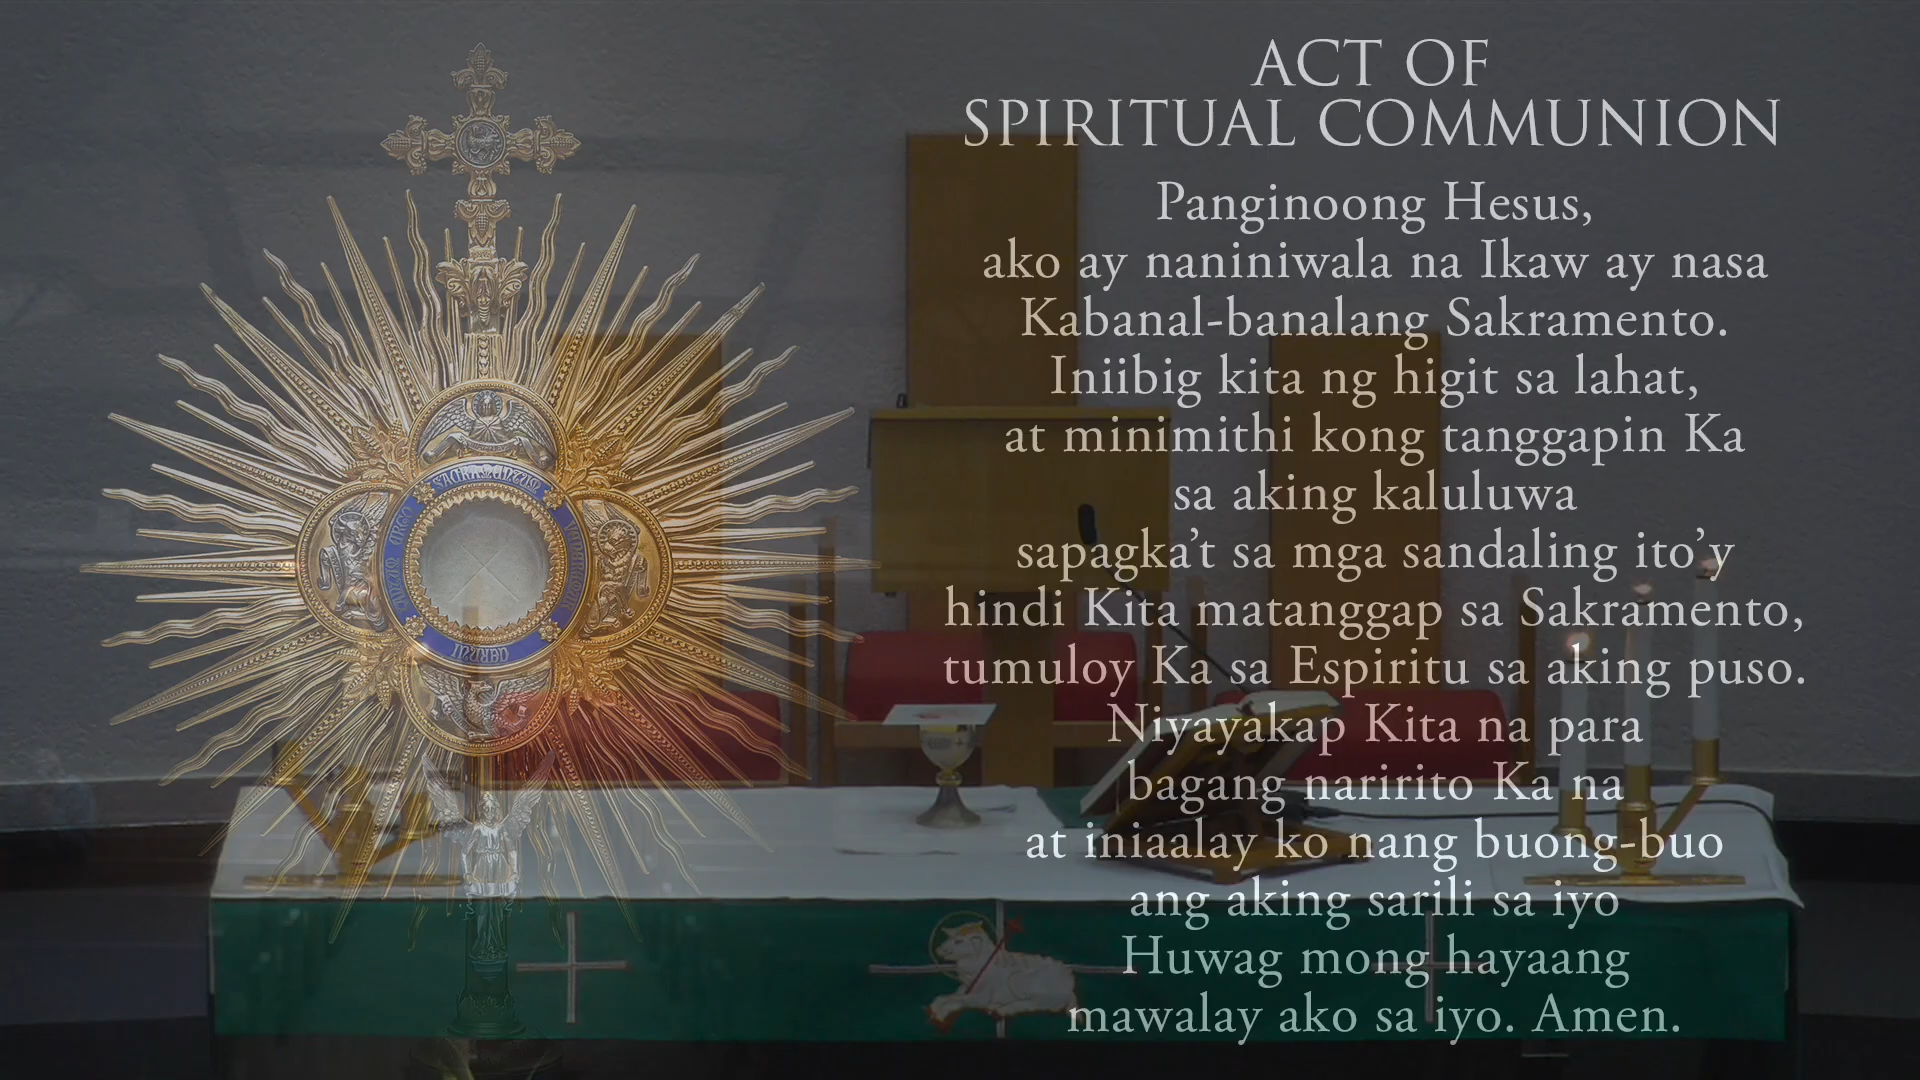 ACT OF
SPIRITUAL COMMUNION
Panginoong Hesus,
ako ay naniniwala na Ikaw ay nasa
Kabanal-banalang Sakramento.
Iniibig kita ng higit sa lahat,
at minimithi kong tanggapin Ka
sa aking kaluluwa
sapagka’t sa mga sandaling ito’y
hindi Kita matanggap sa Sakramento,
tumuloy Ka sa Espiritu sa aking puso.
Niyayakap Kita na para
bagang naririto Ka na
at iniaalay ko nang buong-buo
ang aking sarili sa iyo
Huwag mong hayaang
mawalay ako sa iyo. Amen.